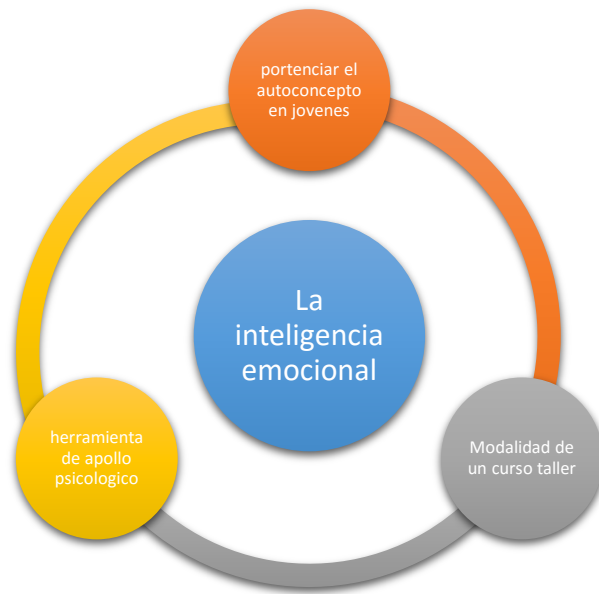 portenciar el
autoconcepto
en jovenes
La
inteligencia
emocional
herramienta
de apollo
psicologico
Modalidad de
un curso taller